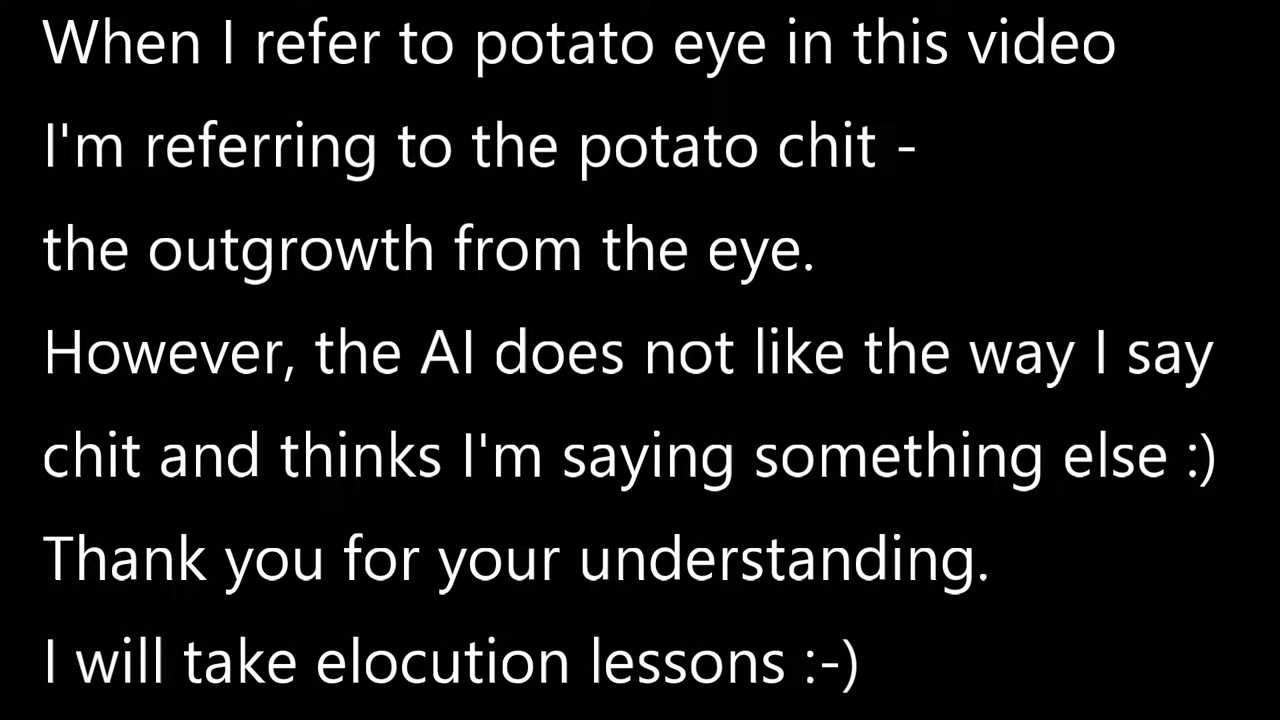 When I refer to potato eye in this video
I'm referring to the potato chit -
the outgrowth from the eye.
However, the AI does not like the way I say
chit and thinks I'm saying something else :)
Thank you for your understanding.
I will take elocution lessons :-)